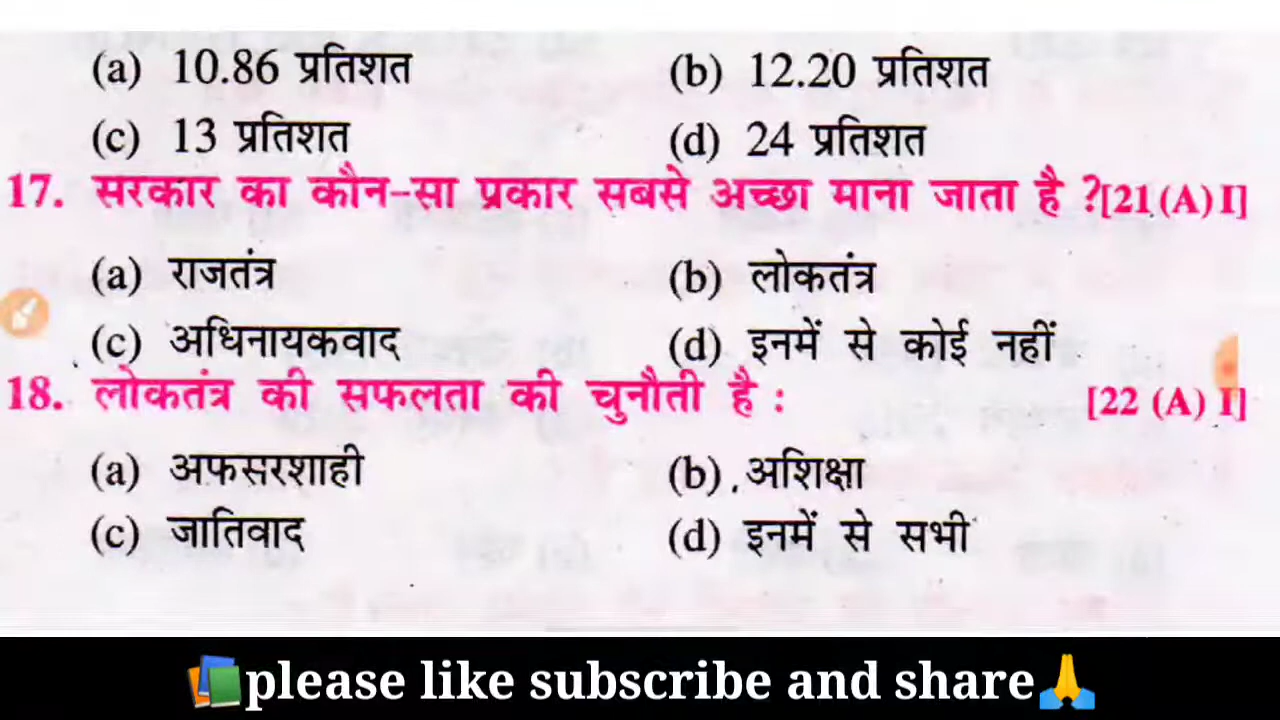 (a) 10.86 प्रतिशत (b) 12.20 प्रतिशत
(c) 13 प्रतिशत (d) 24 प्रतिशत
17. सरकार का कौन-सा प्रकार सबसे अच्छा माना जाता है ?[21(A) I]
(a) राजतंत्र (b) लोकतंत्र
(c) अधिनायकवाद (d) इनमें से कोई नहीं
18. लोकतंत्र की सफलता की चुनौती है : [22 (A) I]
(a) अफसरशाही (b) अशिक्षा
(c) जातिवाद (d) इनमें से सभी
please like subscribe and share